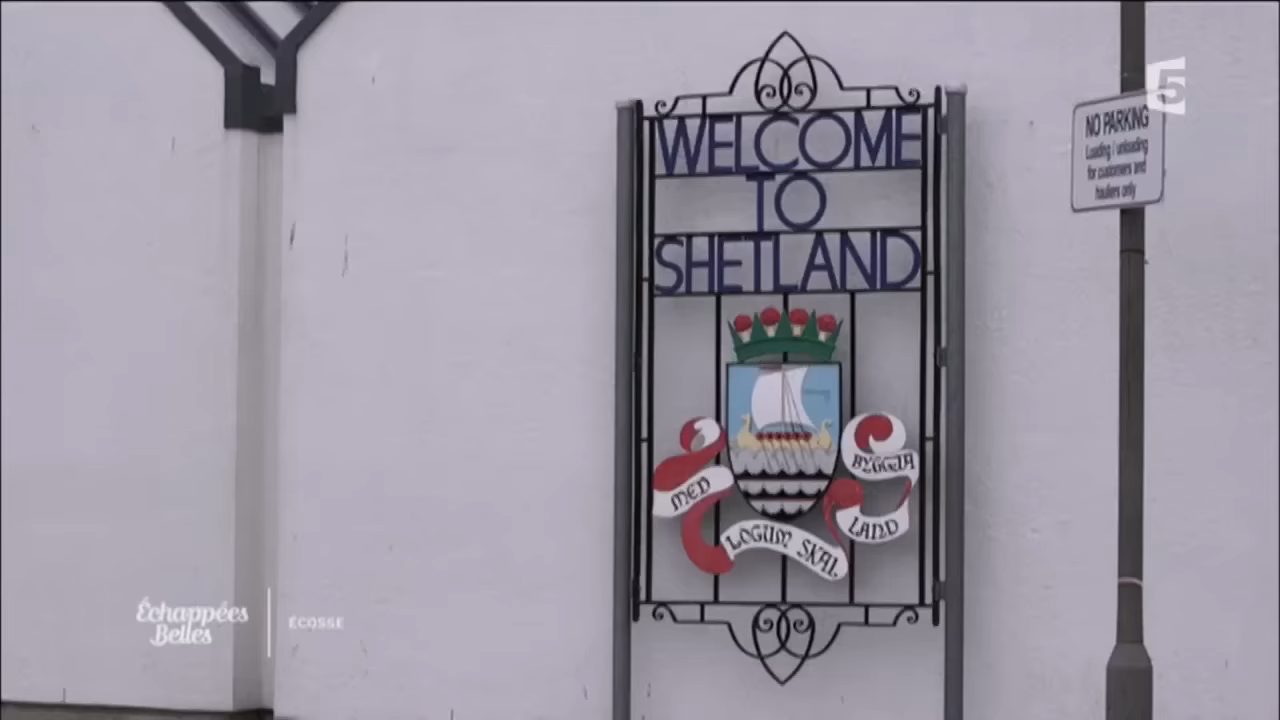 WELCOME
TO
SHETLAND
MED
LOGUM SKAL
LAND
BYGGJA
NO PARKING
Loading / unloading
for customers and
hauliers only
5
Échappées
Belles
ÉCOSSE